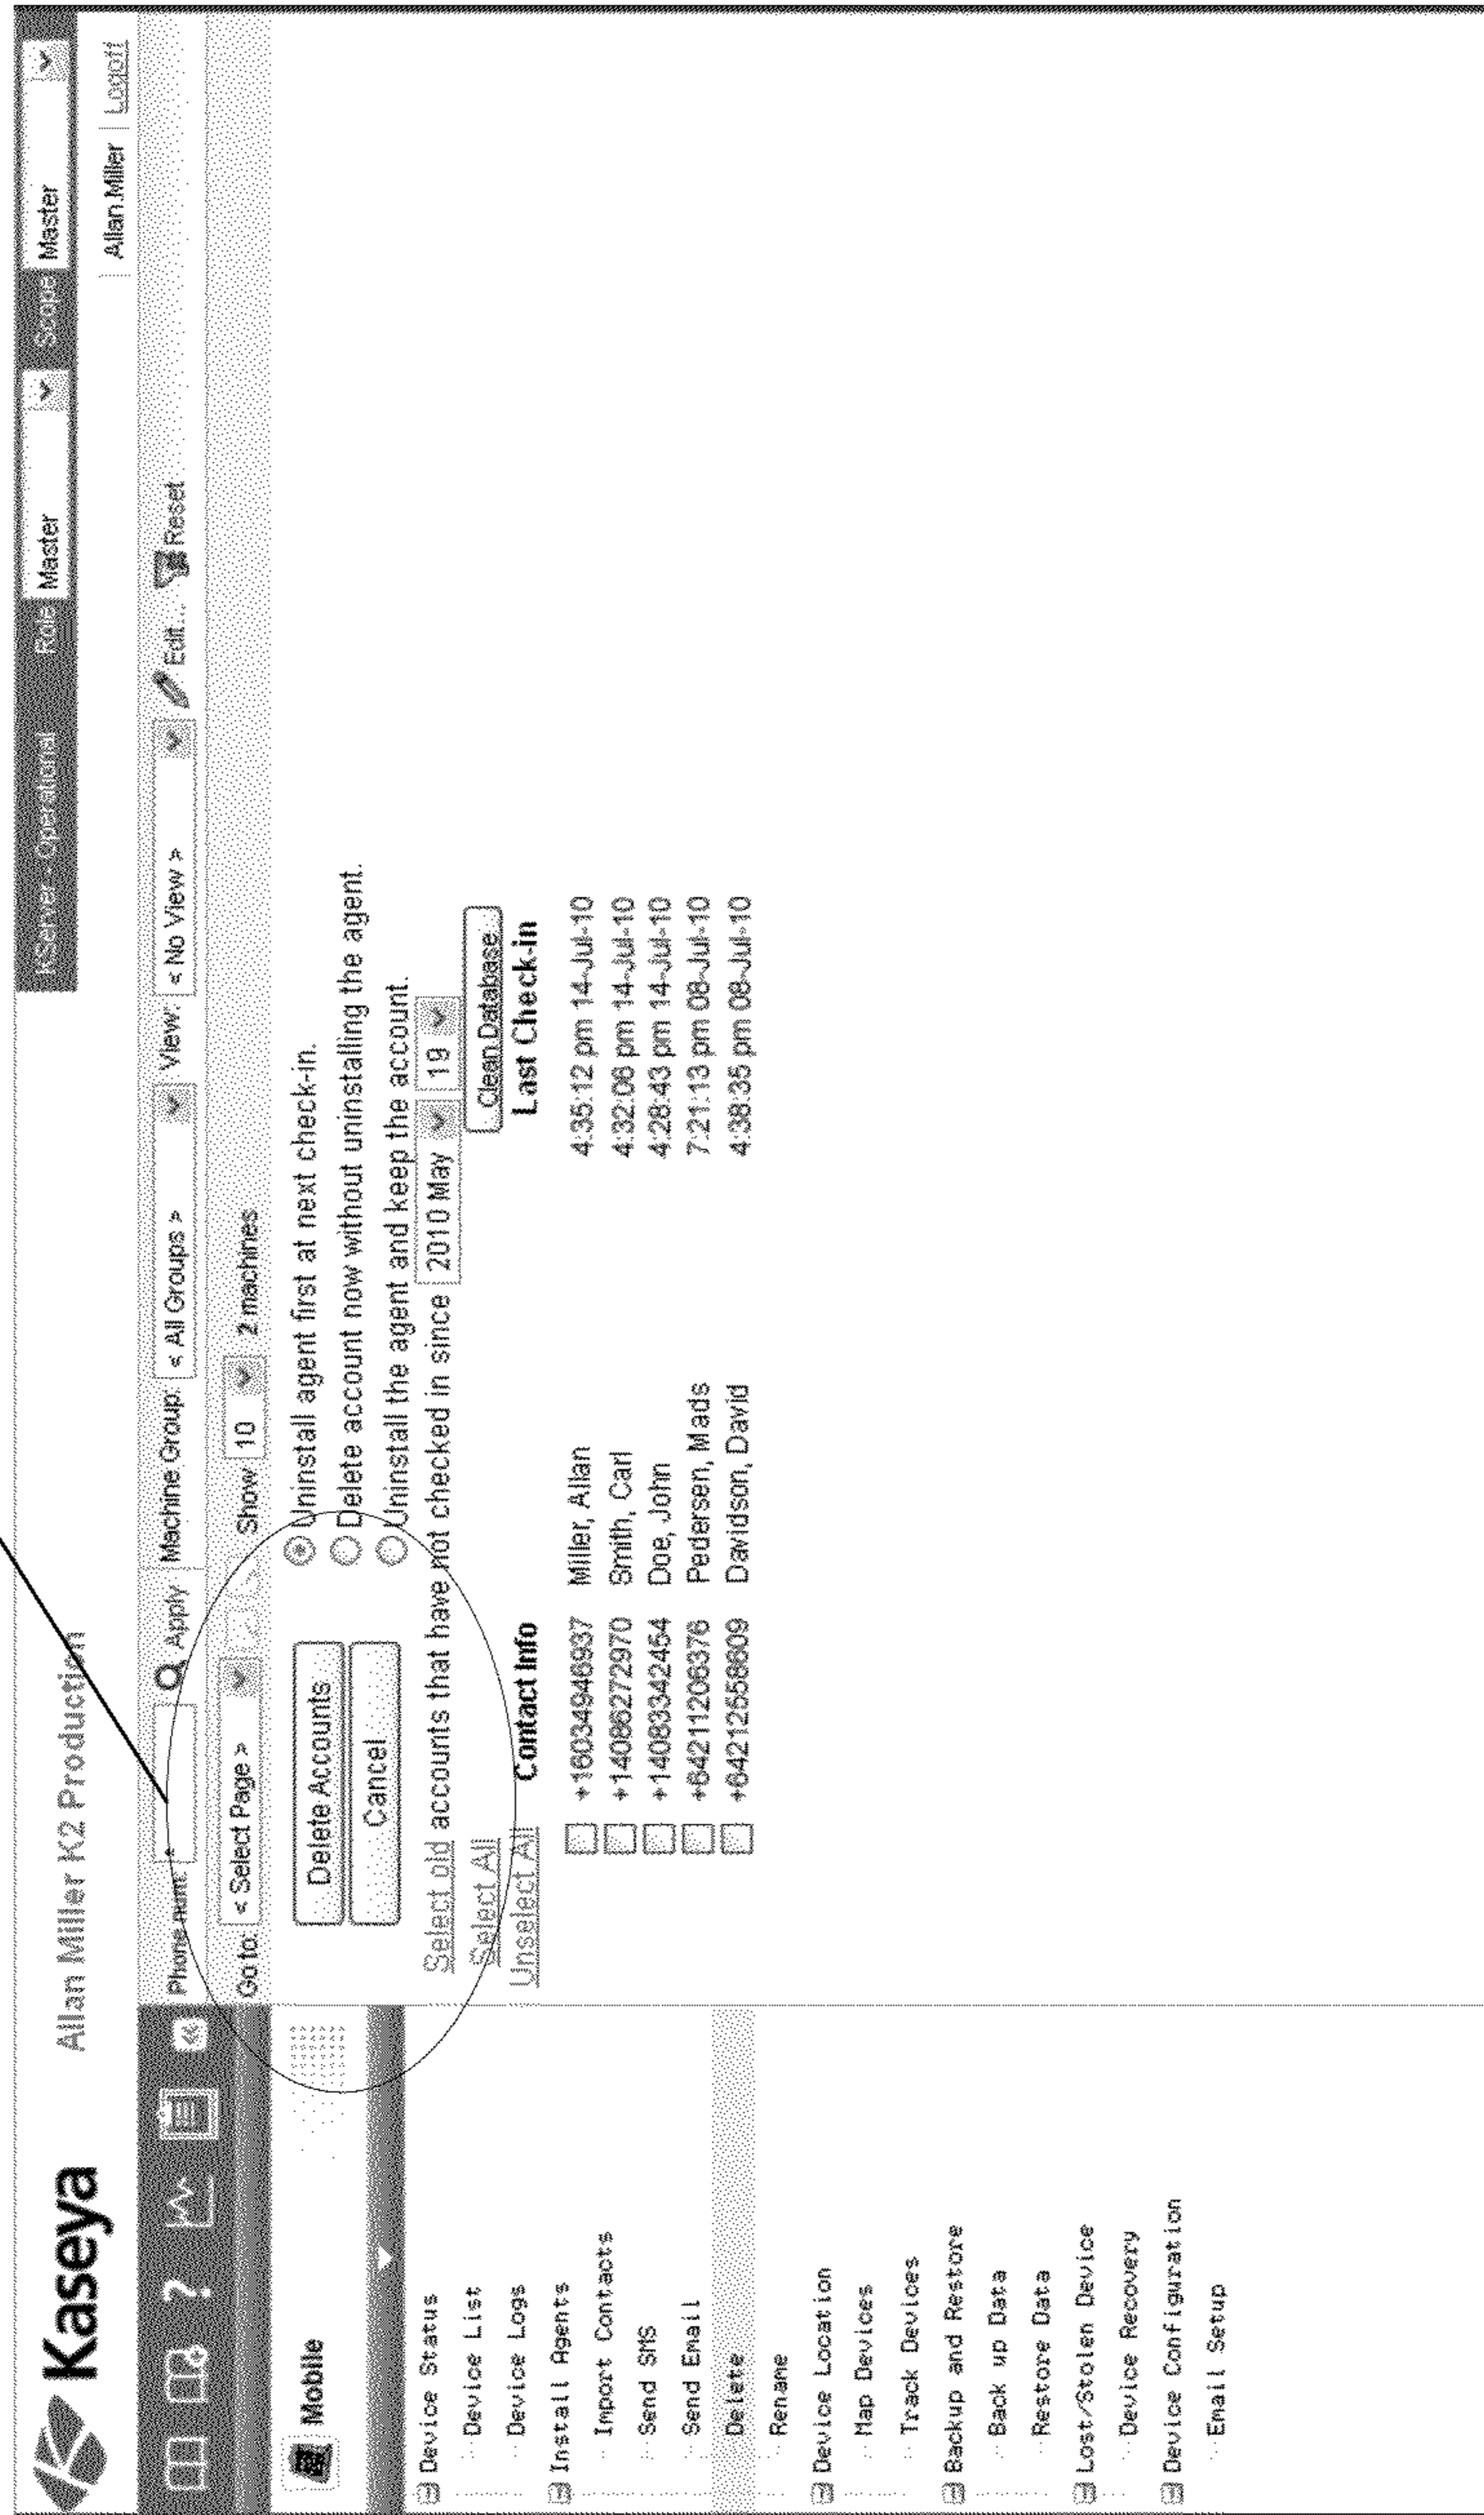 Kaseya
Allan Miller K2 Production
KServer - Operational Role Master Scope Master
Allan.Miller Logoff
Phone num: * Apply Machine Group: < All Groups > View: < No View > Edit... Reset
Go to: < Select Page > Show 10 2 machines
Mobile
Device Status
Device List
Device Logs
Install Agents
Import Contacts
Send SMS
Send Email
Delete
Rename
Device Location
Map Devices
Track Devices
Backup and Restore
Back up Data
Restore Data
Lost/Stolen Device
Device Recovery
Device Configuration
Email Setup
Delete Accounts
Cancel
Uninstall agent first at next check-in.
Delete account now without uninstalling the agent.
Uninstall the agent and keep the account.
Select old accounts that have not checked in since 2010 May 19
Select All Clean Database
Unselect All Contact Info Last Check-in
+16034946937 Miller, Allan 4:35:12 pm 14-Jul-10
+14086272970 Smith, Carl 4:32:06 pm 14-Jul-10
+14083342454 Doe, John 4:28:43 pm 14-Jul-10
+64211206376 Pedersen, Mads 7:21:13 pm 08-Jul-10
+64212558609 Davidson, David 4:38:35 pm 08-Jul-10